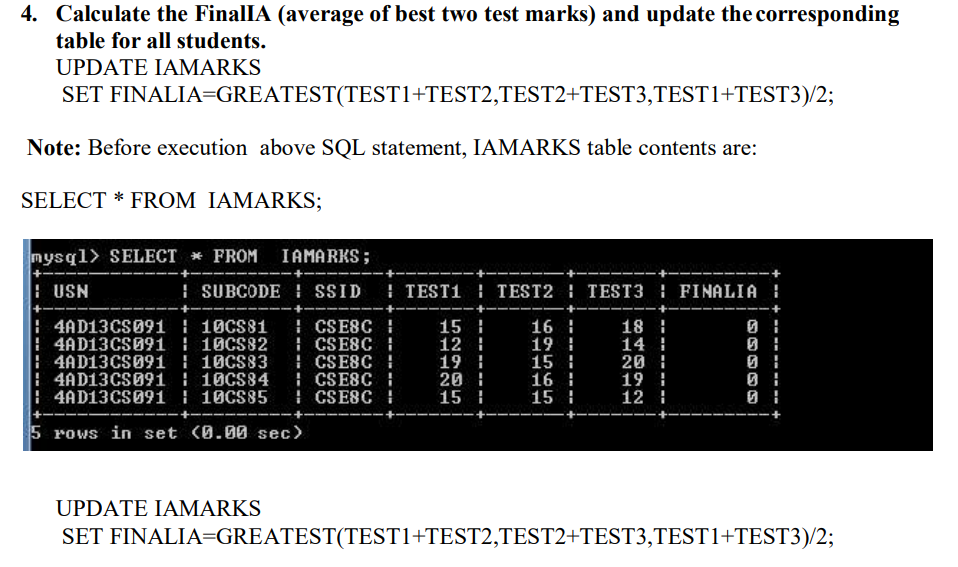 4. Calculate the FinalIA (average of best two test marks) and update the corresponding
table for all students.
UPDATE IAMARKS
SET FINALIA=GREATEST(TEST1+TEST2,TEST2+TEST3,TEST1+TEST3)/2;
Note: Before execution above SQL statement, IAMARKS table contents are:
SELECT * FROM IAMARKS;
mysql> SELECT * FROM IAMARKS;
+------------+---------+-------+-------+-------+-------+---------+
| USN | SUBCODE | SSID | TEST1 | TEST2 | TEST3 | FINALIA |
+------------+---------+-------+-------+-------+-------+---------+
| 4AD13CS091 | 10CS81 | CSE8C | 15 | 16 | 18 | 0 |
| 4AD13CS091 | 10CS82 | CSE8C | 12 | 19 | 14 | 0 |
| 4AD13CS091 | 10CS83 | CSE8C | 19 | 15 | 20 | 0 |
| 4AD13CS091 | 10CS84 | CSE8C | 20 | 16 | 19 | 0 |
| 4AD13CS091 | 10CS85 | CSE8C | 15 | 15 | 12 | 0 |
+------------+---------+-------+-------+-------+-------+---------+
5 rows in set (0.00 sec)
UPDATE IAMARKS
SET FINALIA=GREATEST(TEST1+TEST2,TEST2+TEST3,TEST1+TEST3)/2;